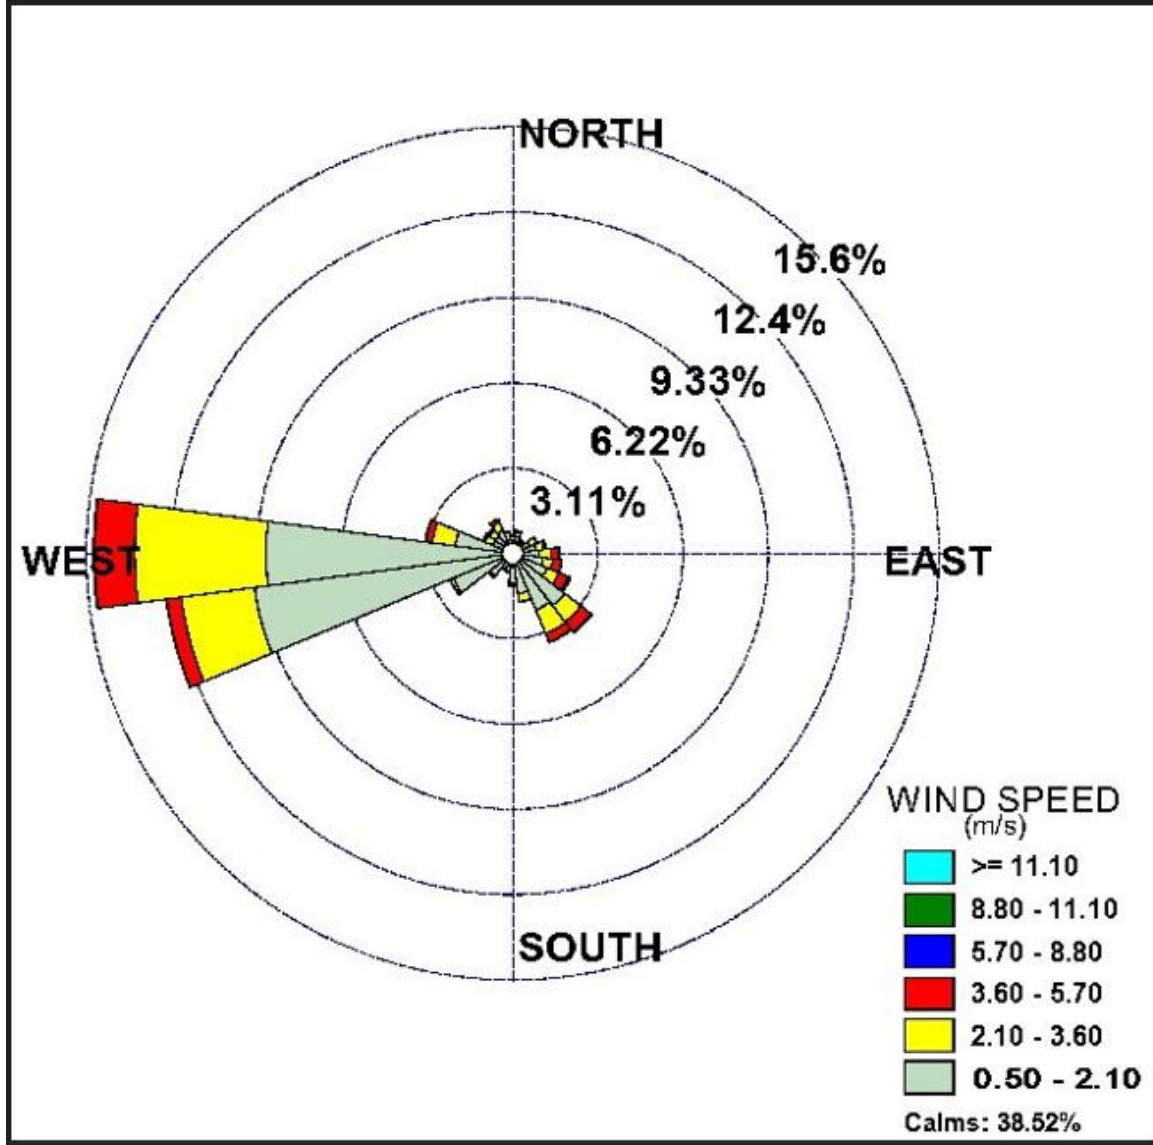 NORTH
15.6%
12.4%
9.33%
6.22%
3.11%
WEST
EAST
SOUTH
WIND SPEED
(m/s)
>= 11.10
8.80 - 11.10
5.70 - 8.80
3.60 - 5.70
2.10 - 3.60
0.50 - 2.10
Calms: 38.52%